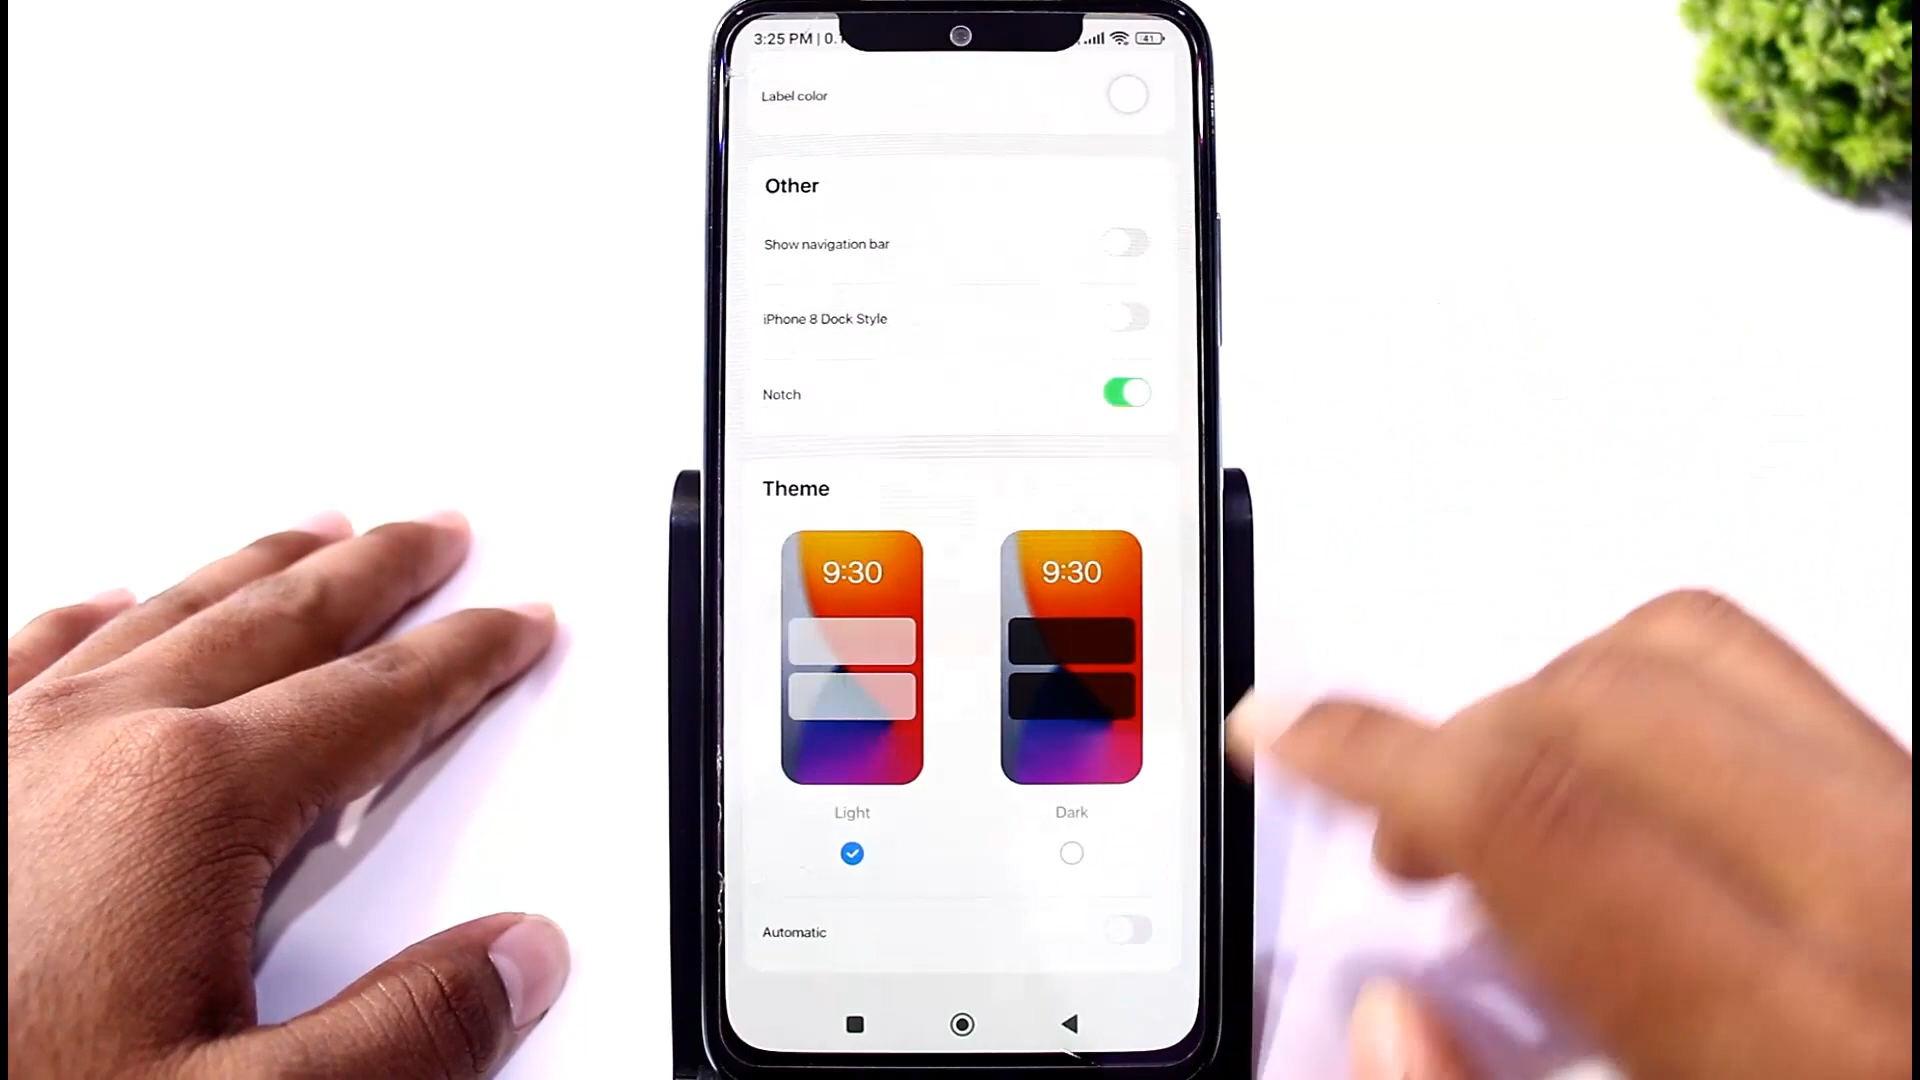 3:25 PM | 0.
41
Label color
Other
Show navigation bar
iPhone 8 Dock Style
Notch
Theme
9:30
9:30
Light
Dark
Automatic